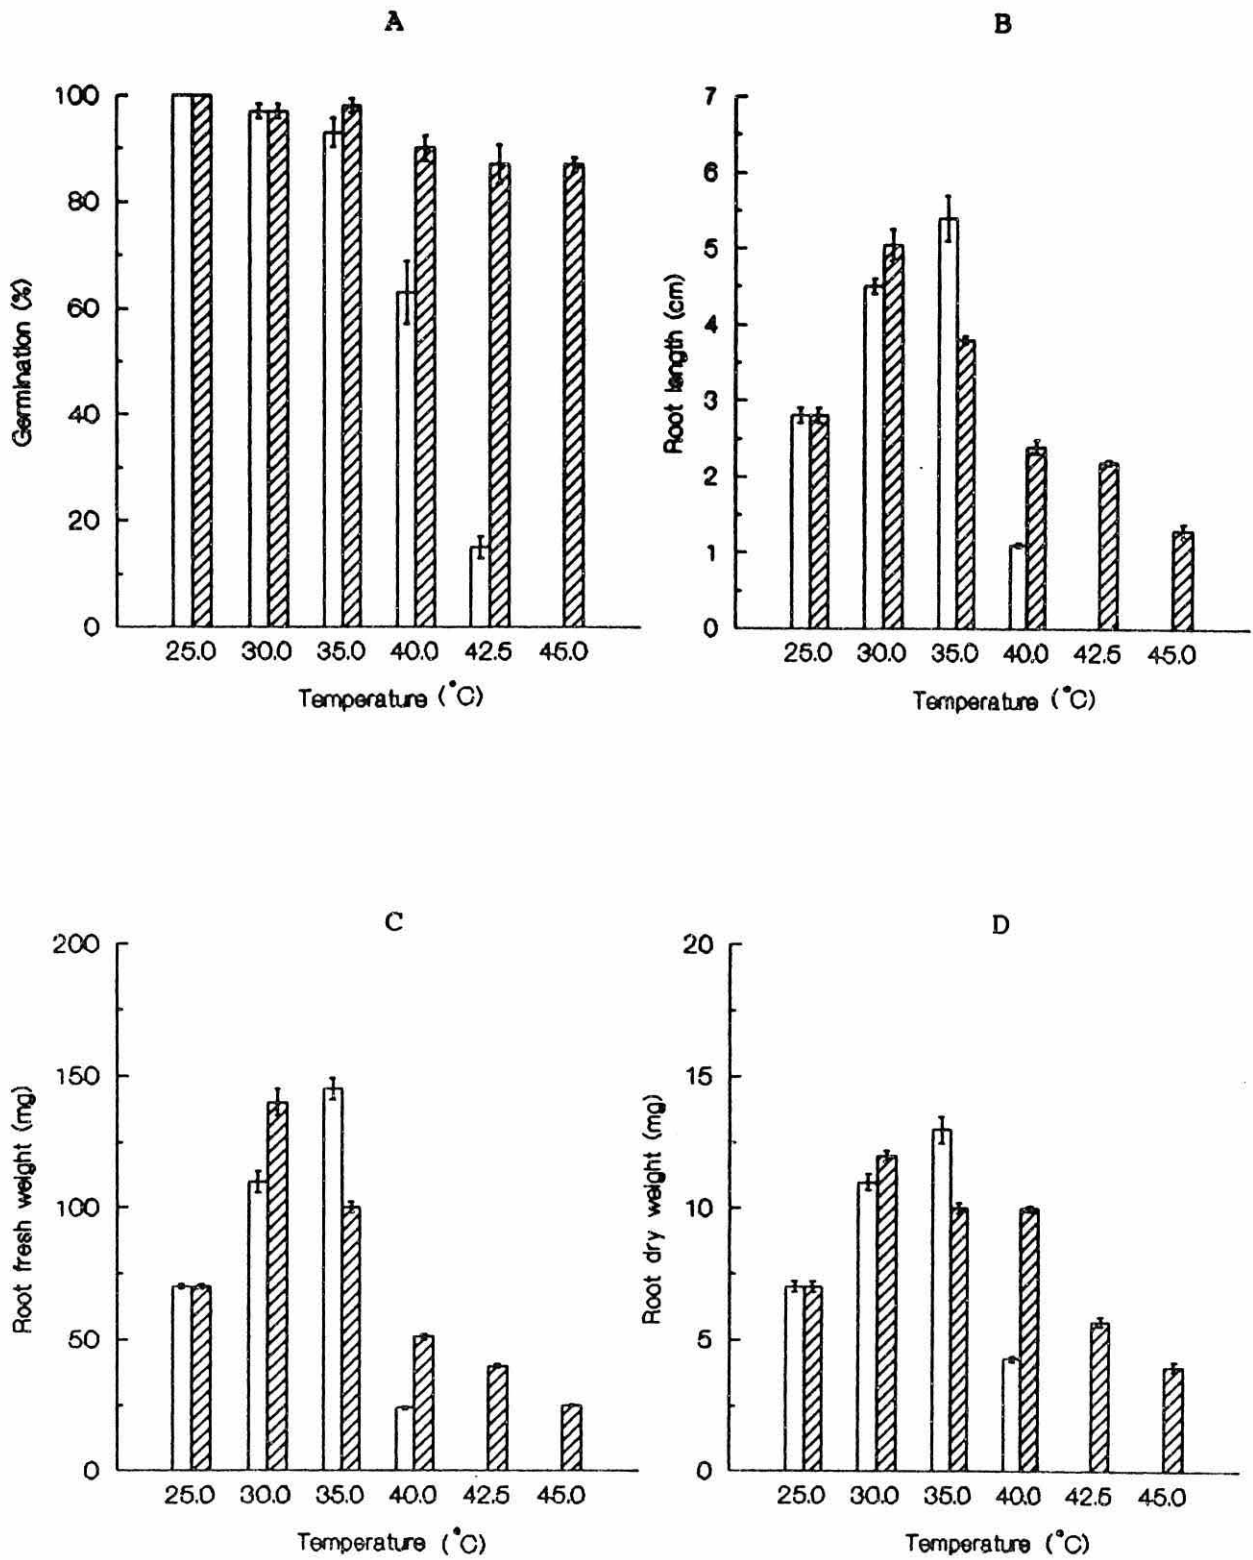 A
100
80
60
40
20
0
Germination (%)
25.0 30.0 35.0 40.0 42.5 45.0
Temperature (°C)
B
7
6
5
4
3
2
1
0
Root length (cm)
25.0 30.0 35.0 40.0 42.5 45.0
Temperature (°C)
C
200
150
100
50
0
Root fresh weight (mg)
25.0 30.0 35.0 40.0 42.5 45.0
Temperature (°C)
D
20
15
10
5
0
Root dry weight (mg)
25.0 30.0 35.0 40.0 42.5 45.0
Temperature (°C)